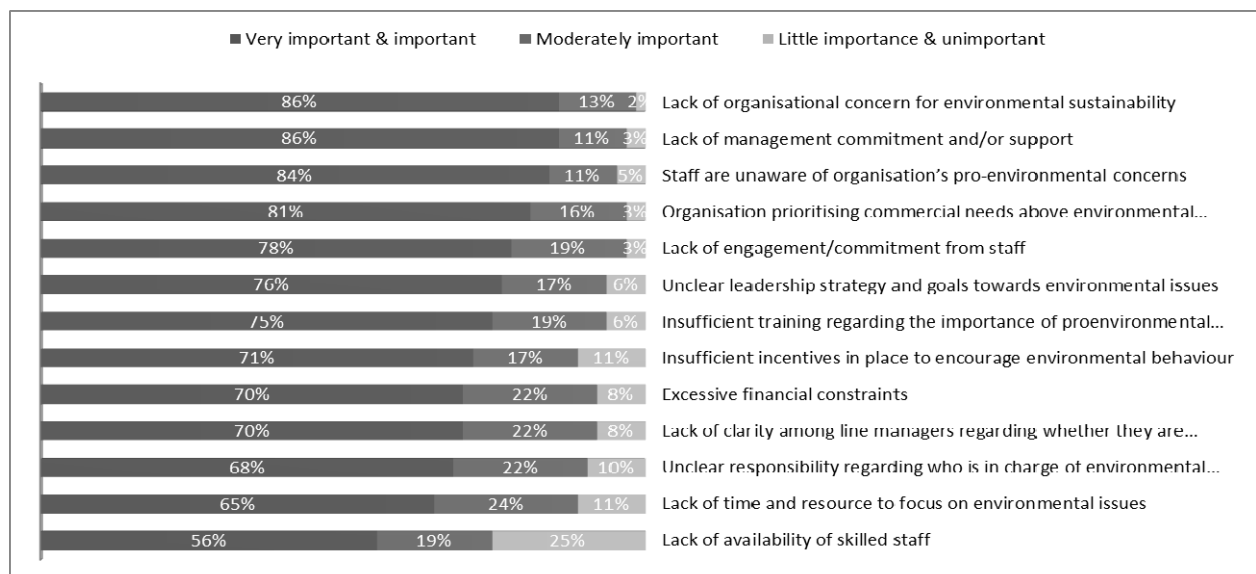 Very important & important Moderately important Little importance & unimportant
86% 13% 2% Lack of organisational concern for environmental sustainability
86% 11% 3% Lack of management commitment and/or support
84% 11% 5% Staff are unaware of organisation’s pro-environmental concerns
81% 16% 3% Organisation prioritising commercial needs above environmental...
78% 19% 3% Lack of engagement/commitment from staff
76% 17% 6% Unclear leadership strategy and goals towards environmental issues
75% 19% 6% Insufficient training regarding the importance of proenvironmental...
71% 17% 11% Insufficient incentives in place to encourage environmental behaviour
70% 22% 8% Excessive financial constraints
70% 22% 8% Lack of clarity among line managers regarding whether they are...
68% 22% 10% Unclear responsibility regarding who is in charge of environmental...
65% 24% 11% Lack of time and resource to focus on environmental issues
56% 19% 25% Lack of availability of skilled staff